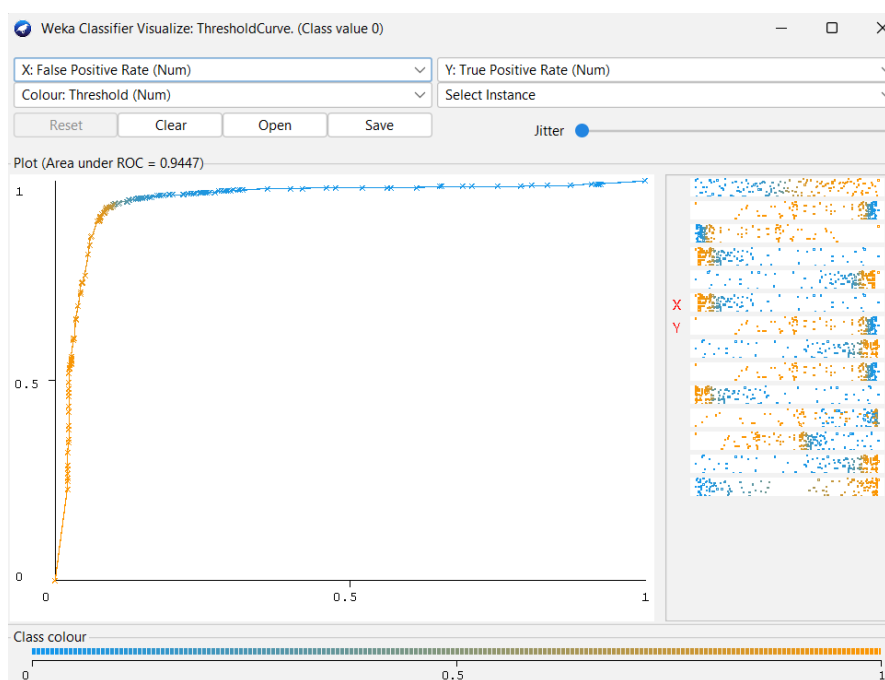 Weka Classifier Visualize: ThresholdCurve. (Class value 0)
X: False Positive Rate (Num)
Y: True Positive Rate (Num)
Colour: Threshold (Num)
Select Instance
Reset
Clear
Open
Save
Jitter
Plot (Area under ROC = 0.9447)
1
0.5
0
0
0.5
1
X
Y
Class colour
0
0.5
1